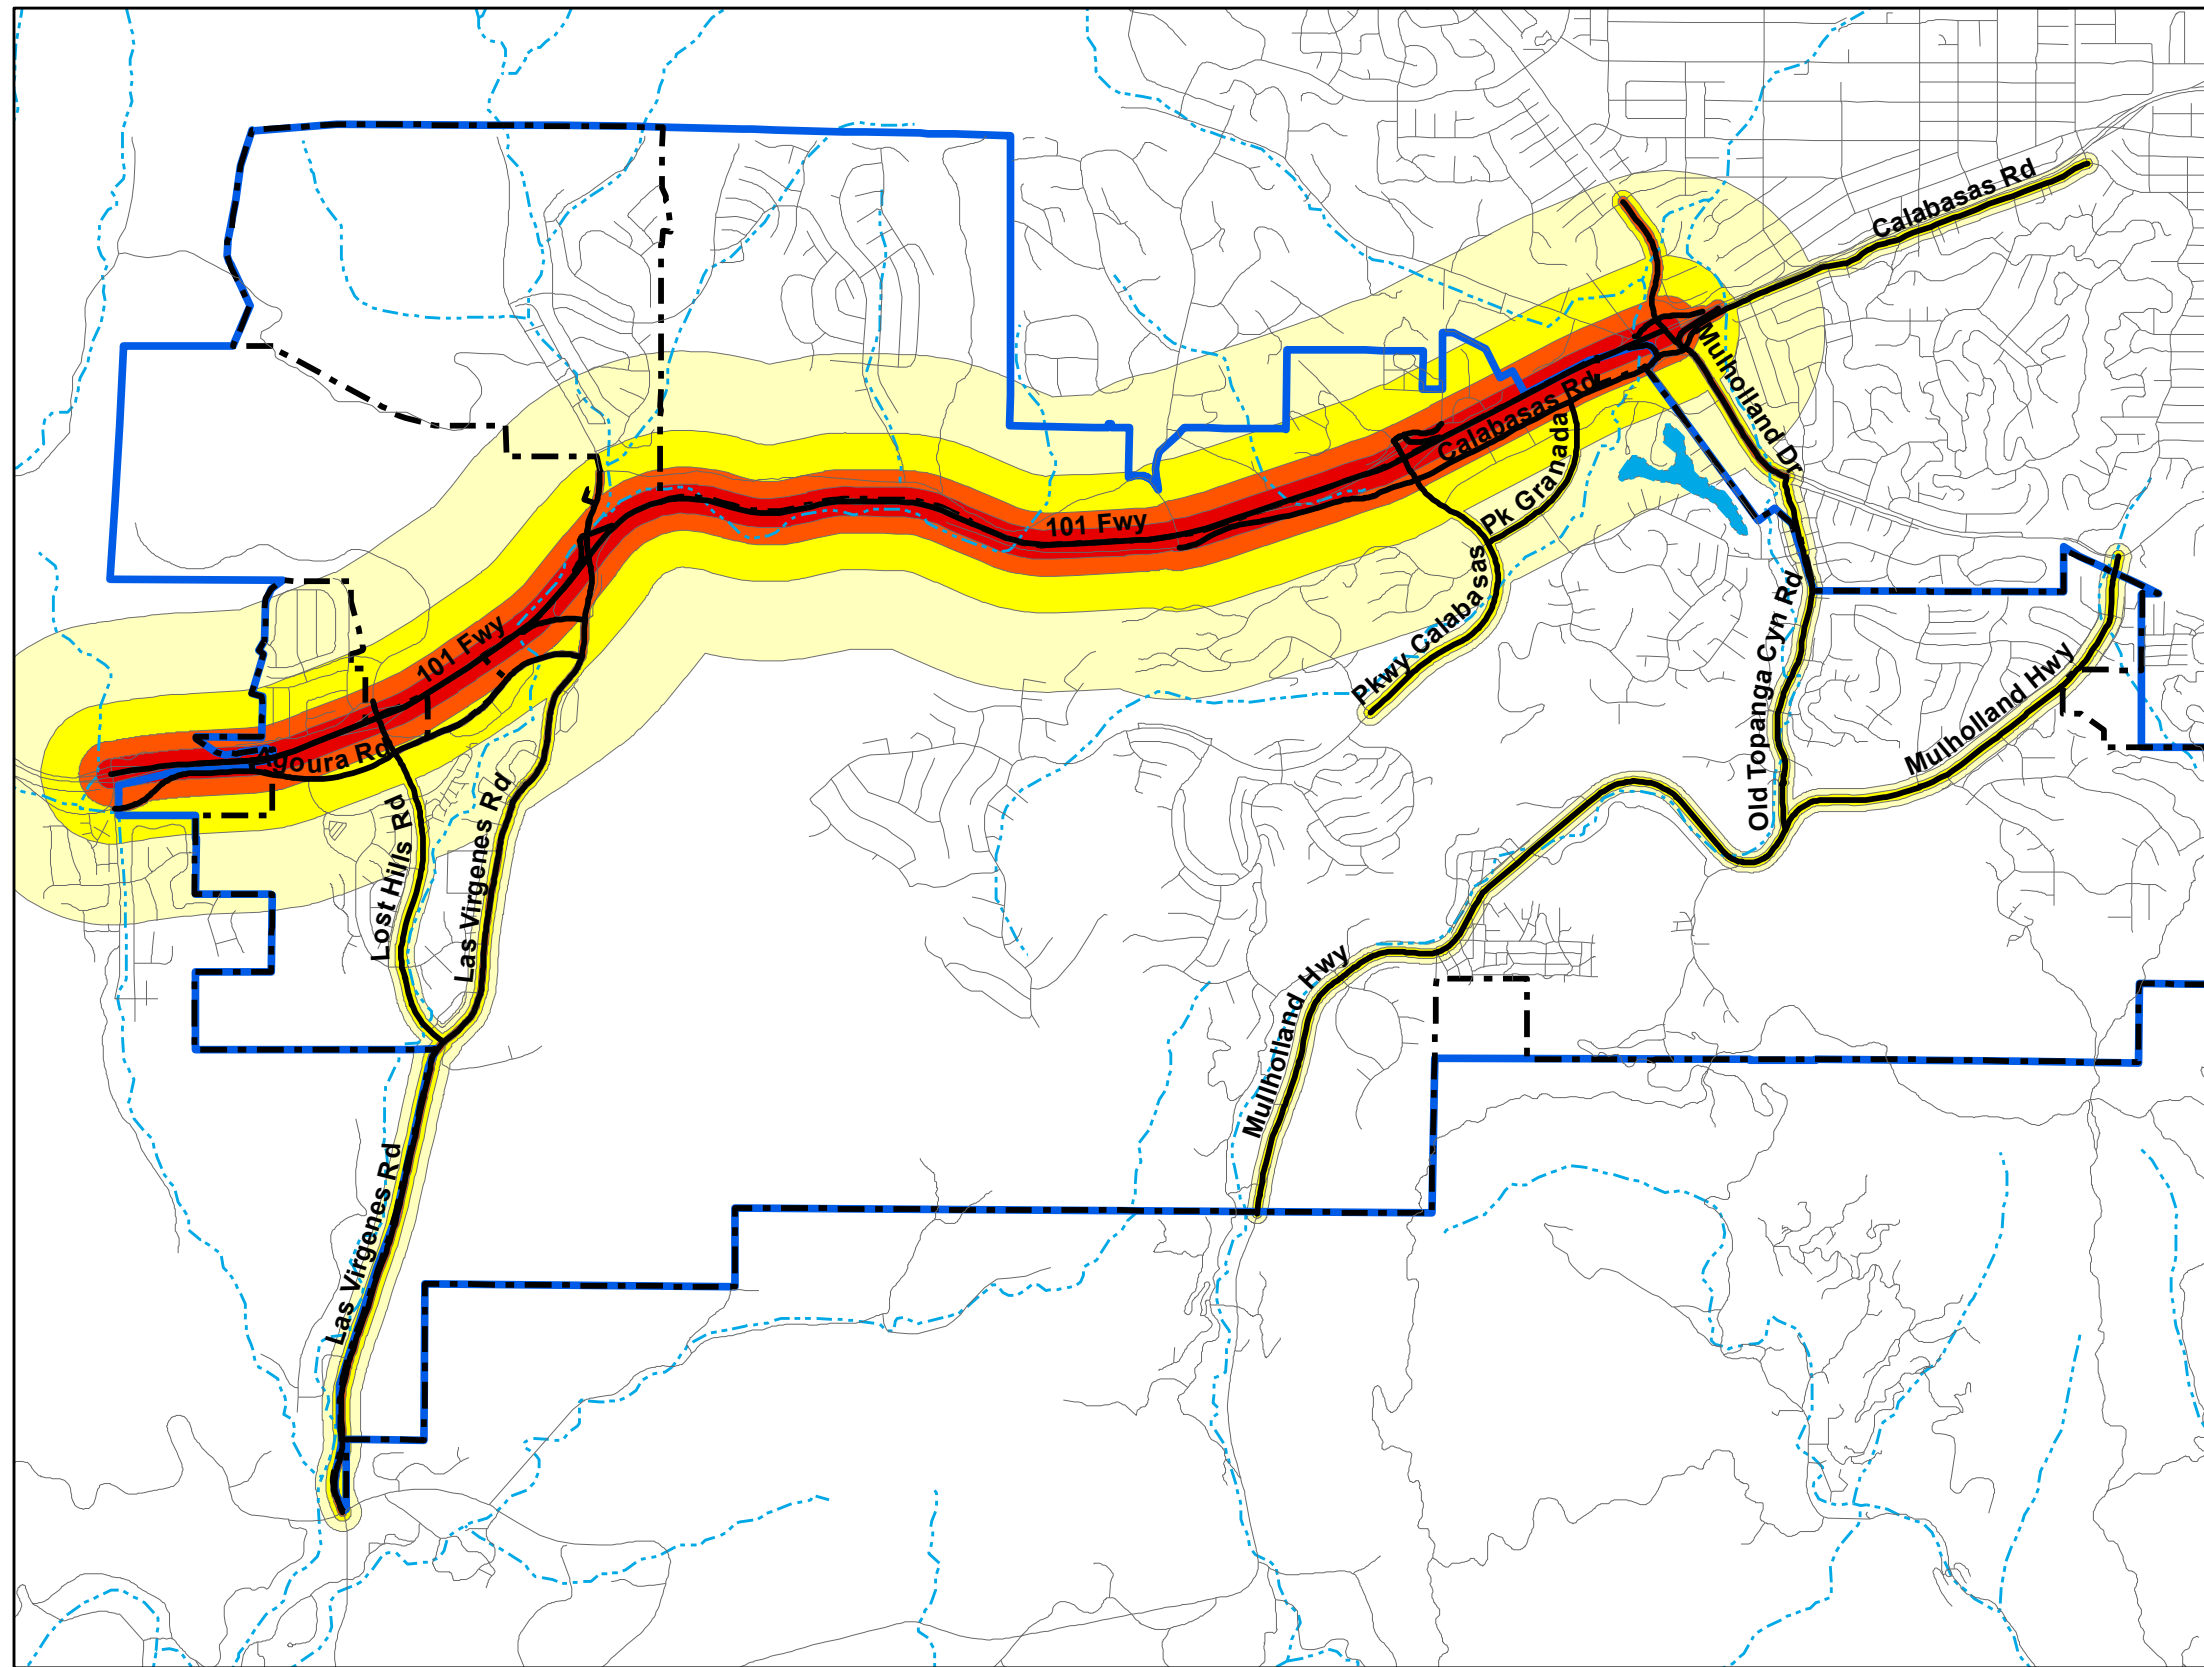 Calabasas Rd
Mulholland Dr
Calabasas Rd
Pk Granada
101 Fwy
Pkwy Calabasas
101 Fwy
Agoura Rd
Old Topanga Cyn Rd
Mulholland Hwy
Lost Hills Rd
Las Virgenes Rd
Mullholland Hwy
Las Virgenes Rd